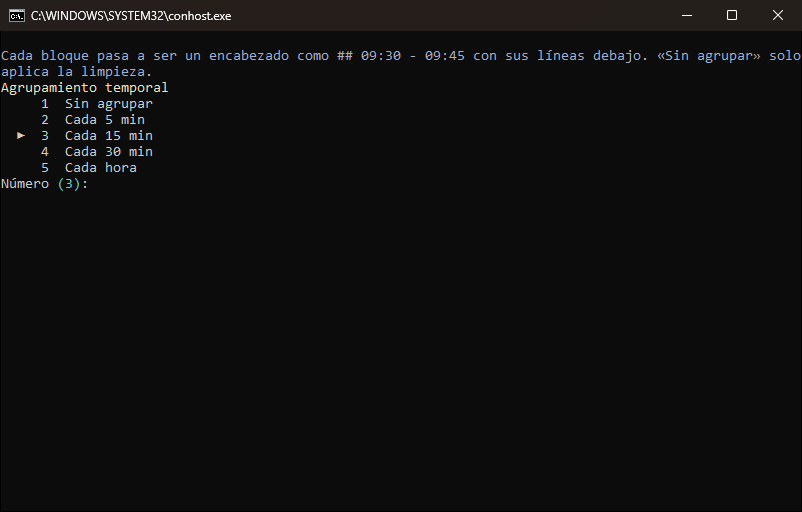 C:\WINDOWS\SYSTEM32\conhost.exe
Cada bloque pasa a ser un encabezado como ## 09:30 - 09:45 con sus líneas debajo. «Sin agrupar» solo
aplica la limpieza.
Agrupamiento temporal
1 Sin agrupar
2 Cada 5 min
► 3 Cada 15 min
4 Cada 30 min
5 Cada hora
Número (3):